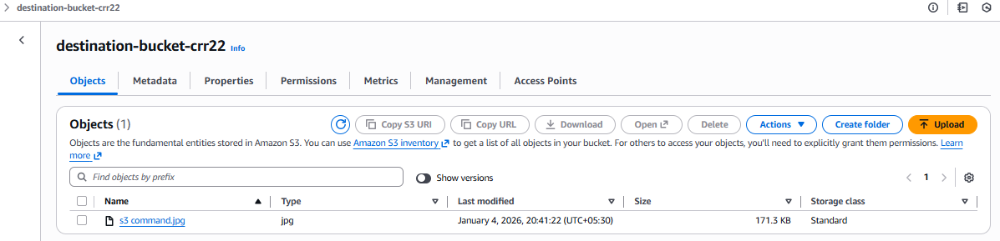 destination-bucket-crr22
destination-bucket-crr22 Info
Objects Metadata Properties Permissions Metrics Management Access Points
Objects (1) Copy S3 URI Copy URL Download Open Delete Actions Create folder Upload
Objects are the fundamental entities stored in Amazon S3. You can use Amazon S3 inventory to get a list of all objects in your bucket. For others to access your objects, you'll need to explicitly grant them permissions. Learn
more
Find objects by prefix Show versions 1
Name Type Last modified Size Storage class
s3 command.jpg jpg January 4, 2026, 20:41:22 (UTC+05:30) 171.3 KB Standard